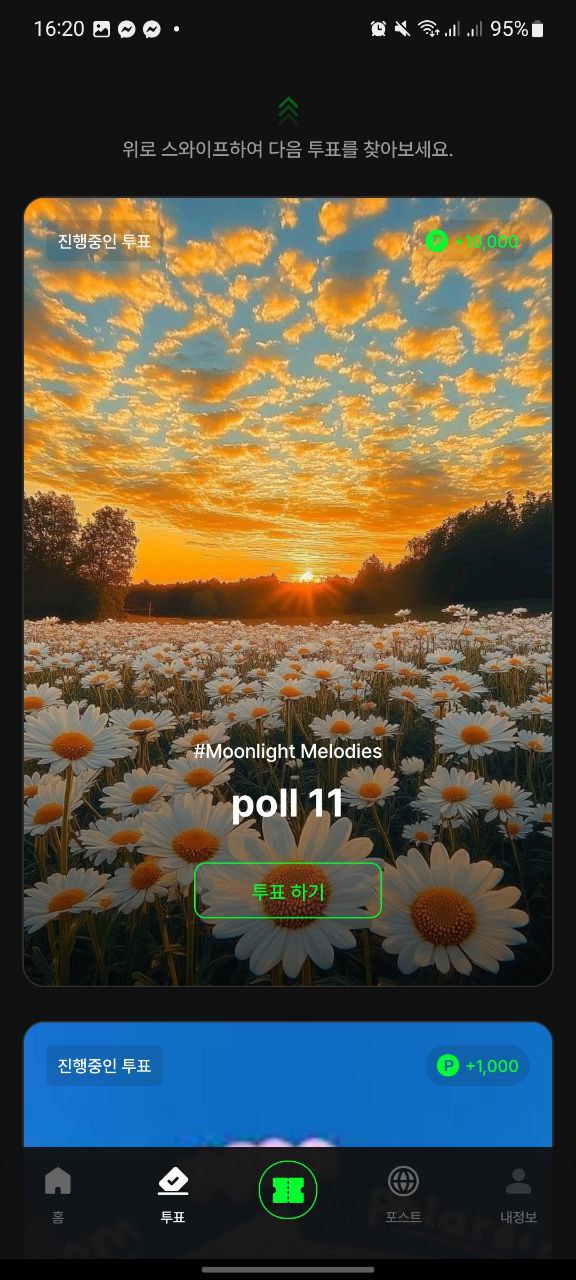 16:20
95%
위로 스와이프하여 다음 투표를 찾아보세요.
진행중인 투표
P +10,000
#Moonlight Melodies
poll 11
투표 하기
진행중인 투표
P +1,000
홈
투표
포스트
내정보